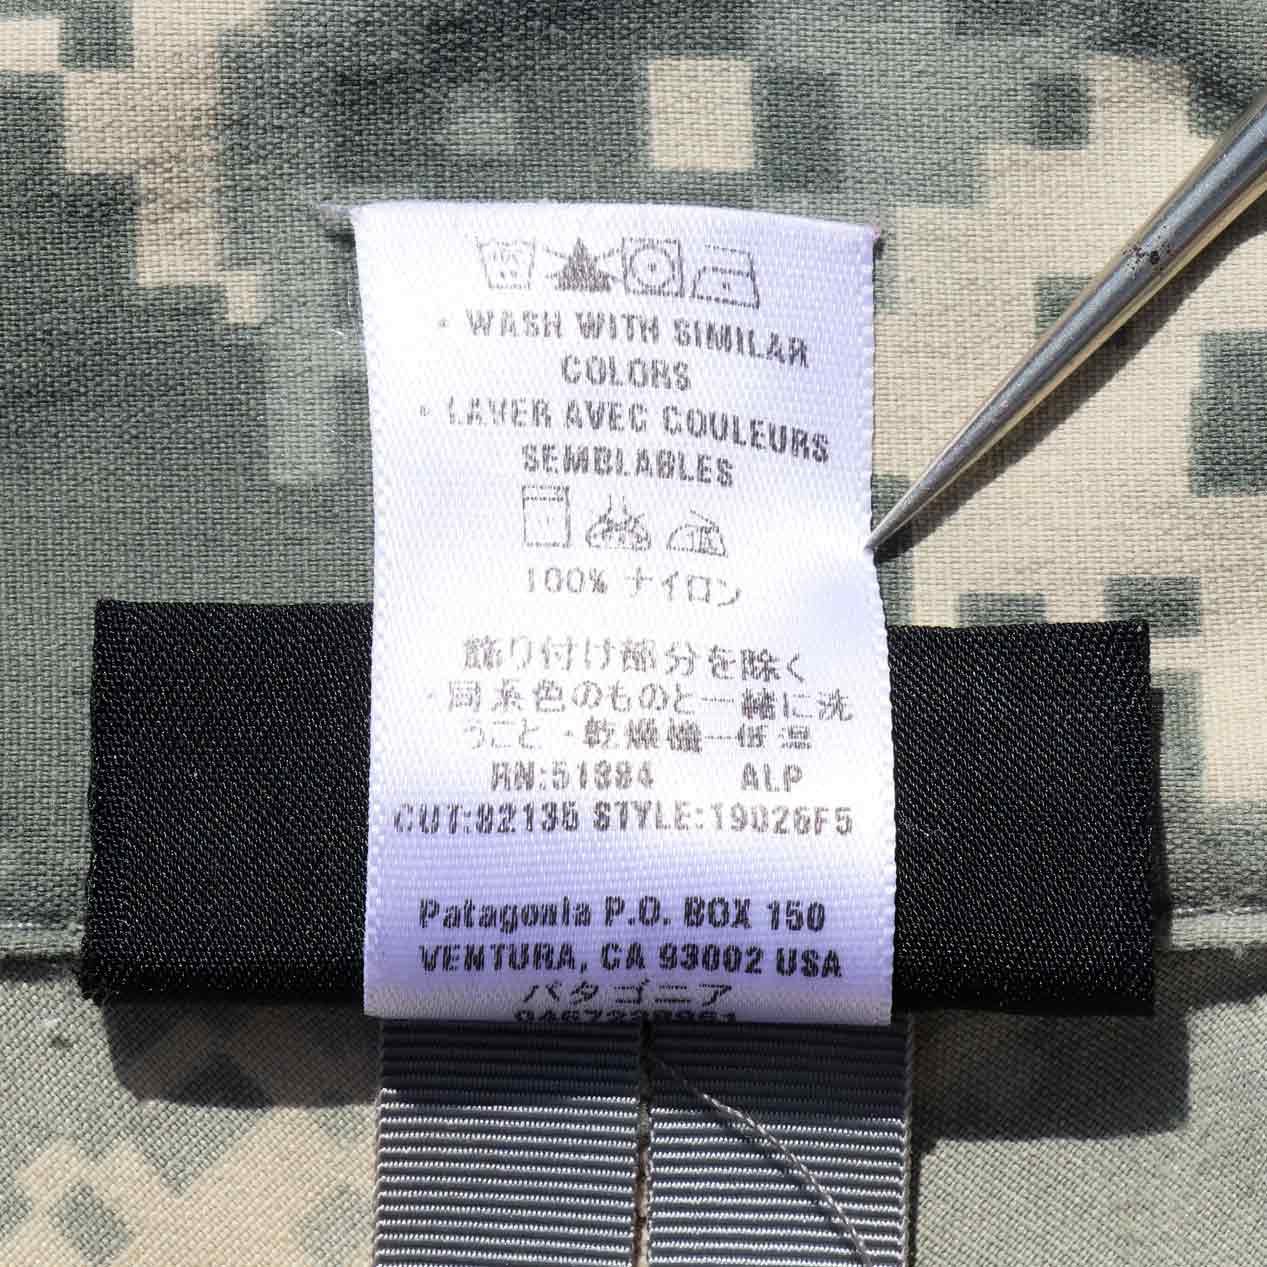 • WASH WITH SIMILAR
COLORS
• LAVER AVEC COULEURS
SEMBLABLES
100% ナイロン
飾り付け部分を除く
・同系色のものと一緒に洗
うこと ・乾燥機ー低温
RN:51884 ALP
CUT:82135 STYLE:19026F5
Patagonia P.O. BOX 150
VENTURA, CA 93002 USA
パタゴニア